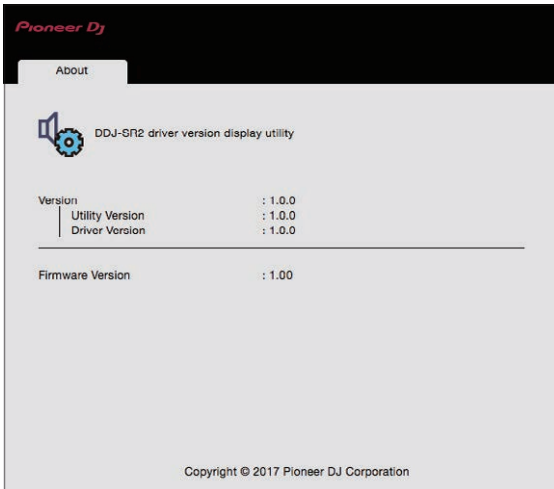 Pioneer Dj
About
DDJ-SR2 driver version display utility
Version : 1.0.0
Utility Version : 1.0.0
Driver Version : 1.0.0
Firmware Version : 1.00
Copyright © 2017 Pioneer DJ Corporation